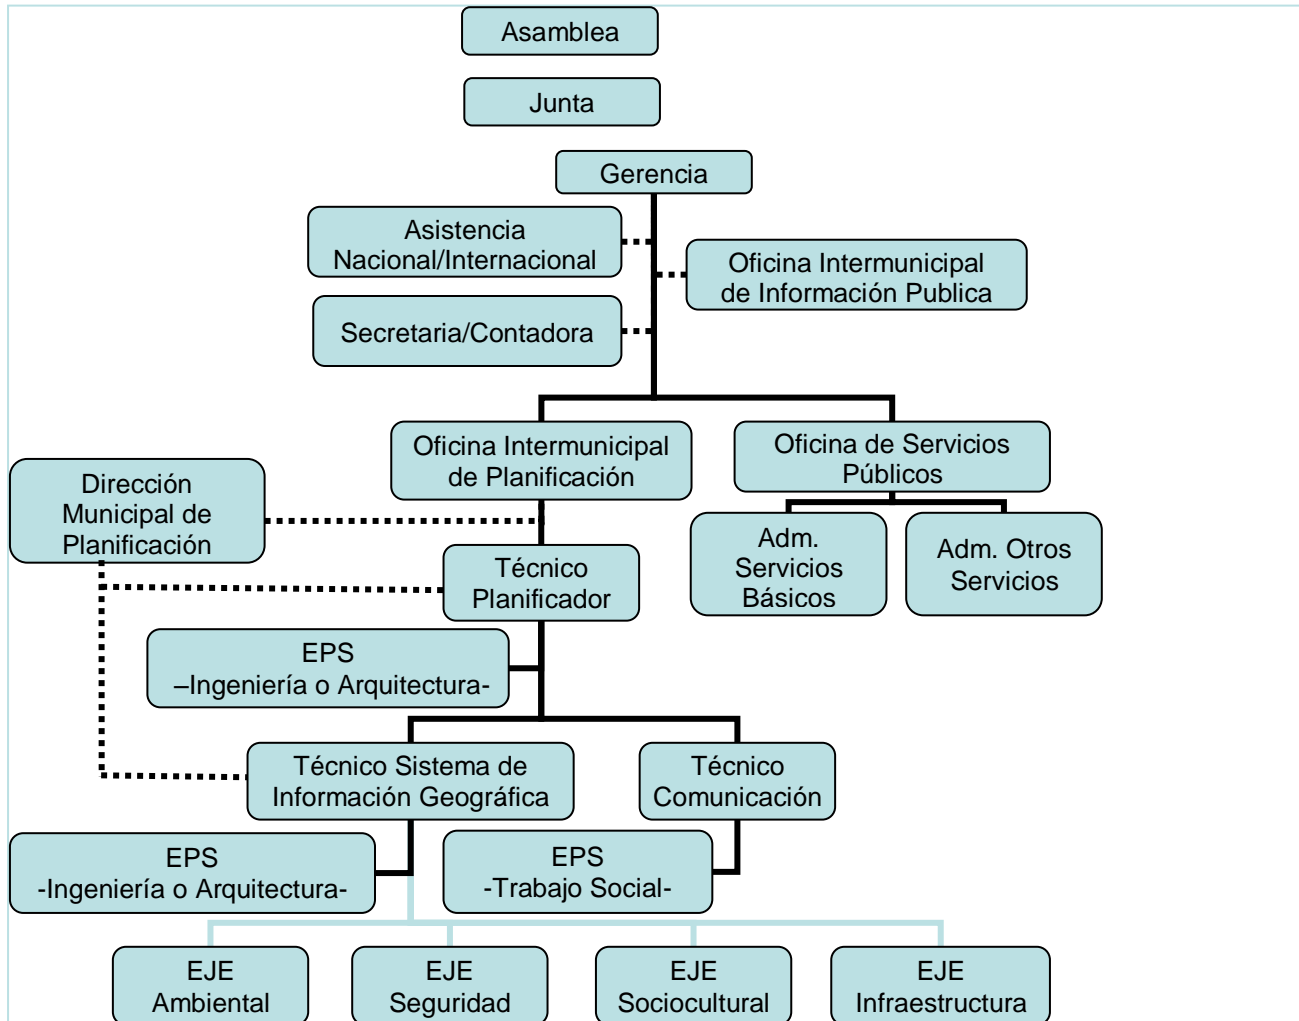 Asamblea
Junta
Gerencia
Asistencia
Nacional/Internacional
Oficina Intermunicipal
de Información Publica
Secretaria/Contadora
Oficina Intermunicipal
de Planificación
Oficina de Servicios
Públicos
Dirección
Municipal de
Planificación
Adm.
Servicios
Básicos
Adm. Otros
Servicios
Técnico
Planificador
EPS
–Ingeniería o Arquitectura-
Técnico Sistema de
Información Geográfica
Técnico
Comunicación
EPS
-Ingeniería o Arquitectura-
EPS
-Trabajo Social-
EJE
Ambiental
EJE
Seguridad
EJE
Sociocultural
EJE
Infraestructura